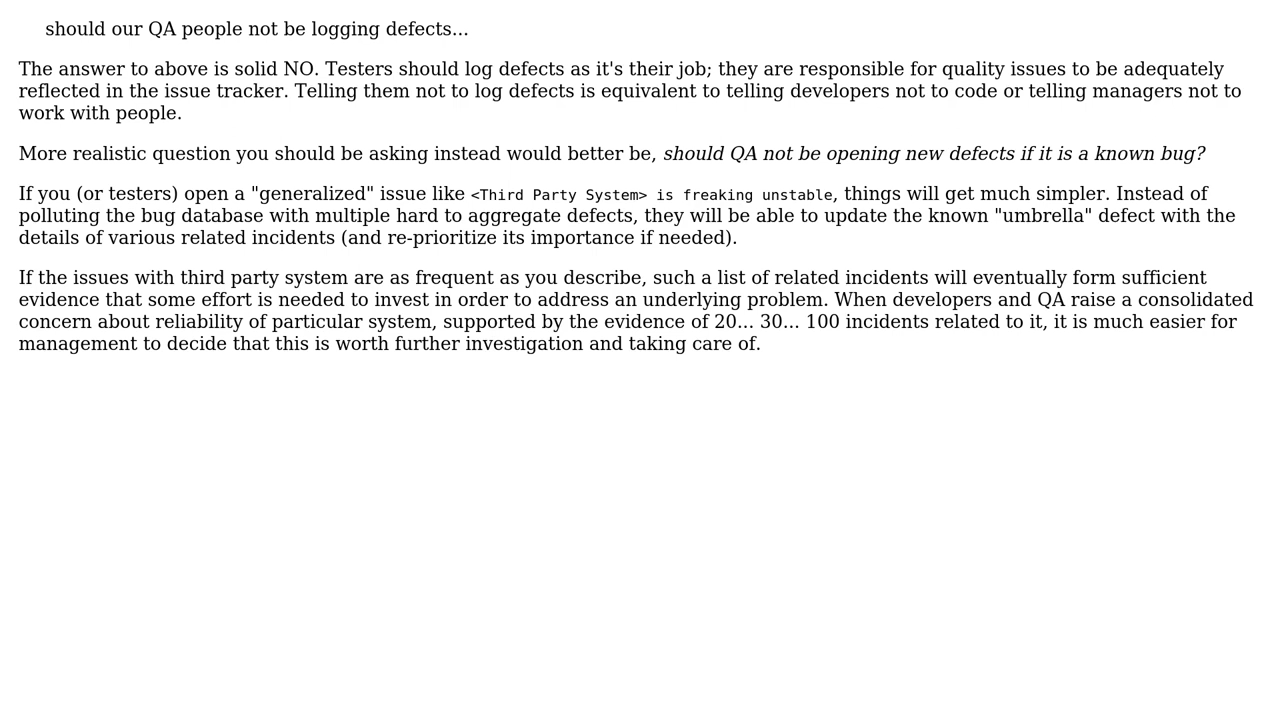 should our QA people not be logging defects...
The answer to above is solid NO. Testers should log defects as it's their job; they are responsible for quality issues to be adequately
reflected in the issue tracker. Telling them not to log defects is equivalent to telling developers not to code or telling managers not to
work with people.
More realistic question you should be asking instead would better be, should QA not be opening new defects if it is a known bug?
If you (or testers) open a "generalized" issue like <Third Party System> is freaking unstable, things will get much simpler. Instead of
polluting the bug database with multiple hard to aggregate defects, they will be able to update the known "umbrella" defect with the
details of various related incidents (and re-prioritize its importance if needed).
If the issues with third party system are as frequent as you describe, such a list of related incidents will eventually form sufficient
evidence that some effort is needed to invest in order to address an underlying problem. When developers and QA raise a consolidated
concern about reliability of particular system, supported by the evidence of 20... 30... 100 incidents related to it, it is much easier for
management to decide that this is worth further investigation and taking care of.